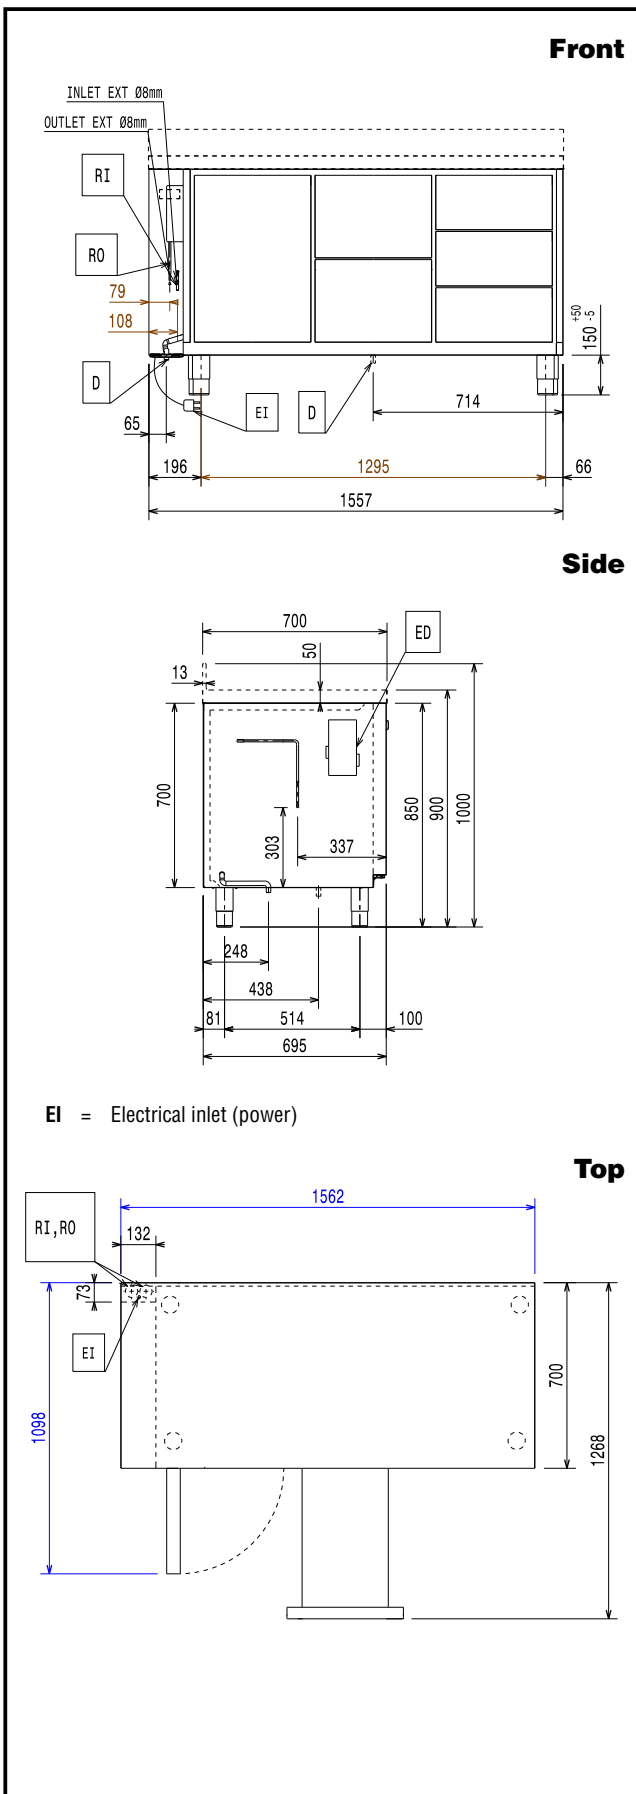 Front
INLET EXT Ø8mm
OUTLET EXT Ø8mm
RI
RO
79
108
D
EI
D
65
714
150 +50 -5
196
1295
66
1557
Side
700
ED
50
13
700
303
337
850
900
1000
248
438
81
514
100
695
EI = Electrical inlet (power)
Top
1562
RI,RO
132
73
EI
1098
700
1268